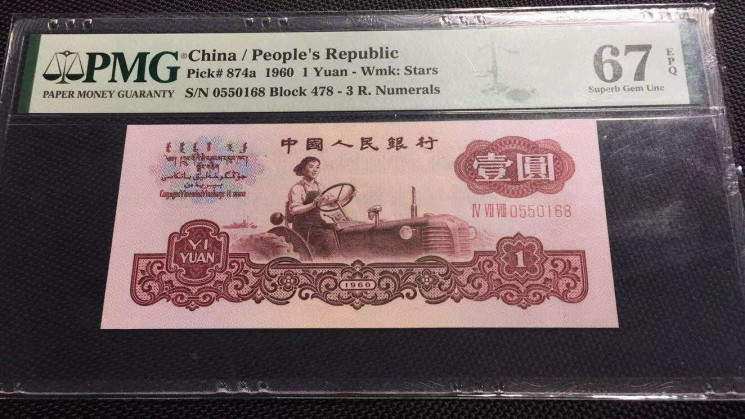 PMG
PAPER MONEY GUARANTY
China / People's Republic
Pick# 874a 1960 1 Yuan - Wmk: Stars
S/N 0550168 Block 478 - 3 R. Numerals
67
EPQ
Superb Gem Unc
中國人民銀行
壹圓
IV VII VIII 0550168
YI
YUAN
1960
1